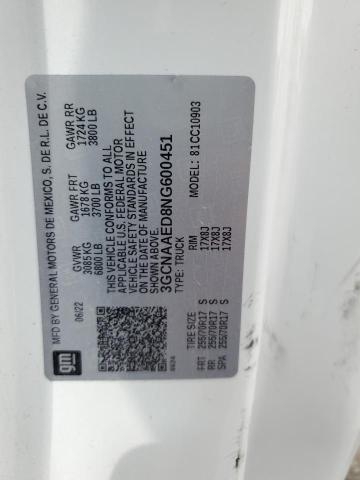 gm
MFD BY GENERAL MOTORS DE MEXICO, S. DE R.L. DE C.V.
06/22
GVWR GAWR FRT GAWR RR
3085 KG 1678 KG 1724 KG
6800 LB 3700 LB 3800 LB
THIS VEHICLE CONFORMS TO ALL
APPLICABLE U.S. FEDERAL MOTOR
VEHICLE SAFETY STANDARDS IN EFFECT
ON THE DATE OF MANUFACTURE SHOWN
ABOVE.
3GCNAAED8NG600451
TYPE: TRUCK 81CC10903
TIRE SIZE RIM
FRT 255/70R17 S 17X8J
RR 255/70R17 S 17X8J
SPA 255/70R17 S 17X8J